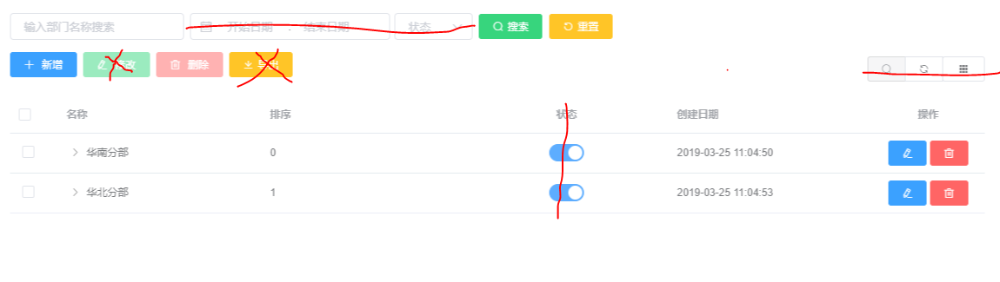 输入部门名称搜索 开始日期 - 结束日期 状态 搜索 重置
新增 修改 删除 导出
名称 排序 状态 创建日期 操作
华南分部 0 2019-03-25 11:04:50
华北分部 1 2019-03-25 11:04:53